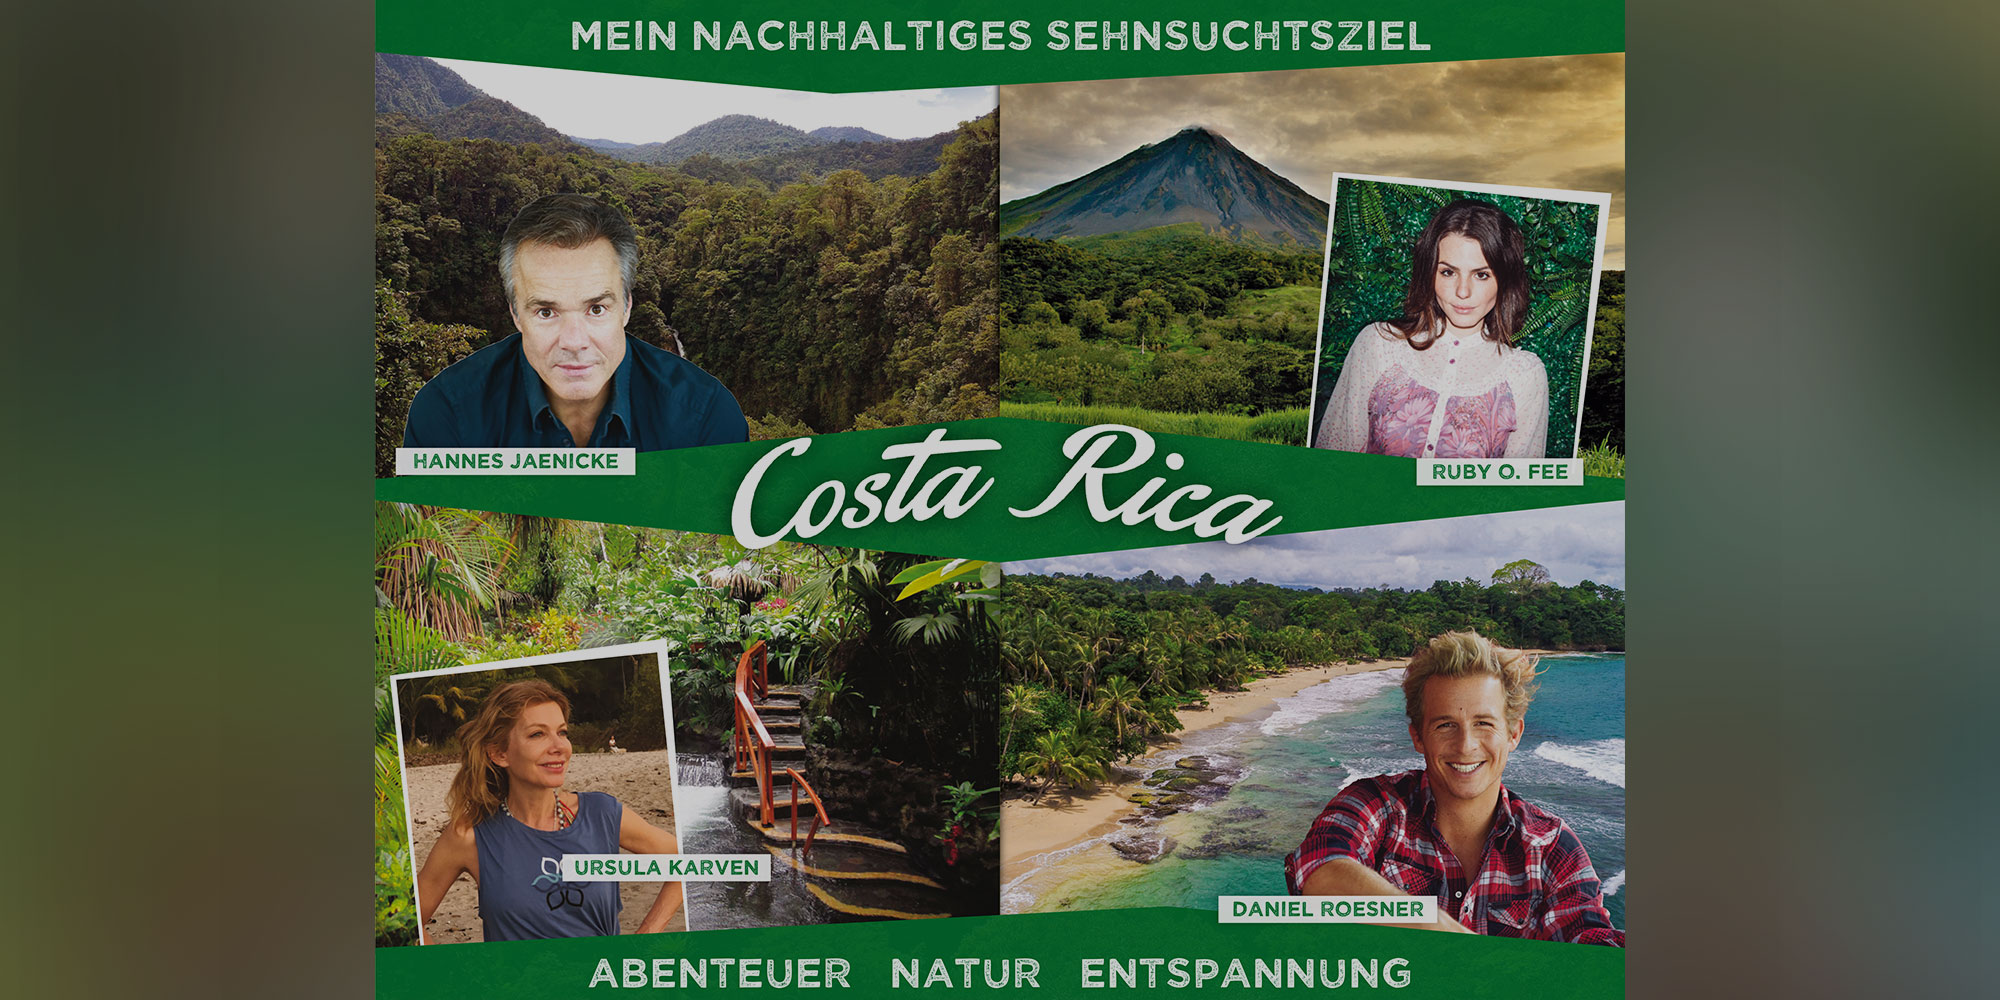 MEIN NACHHALTIGES SEHNSUCHTSZIEL
HANNES JAENICKE
RUBY O. FEE
Costa Rica
URSULA KARVEN
DANIEL ROESNER
ABENTEUER NATUR ENTSPANNUNG